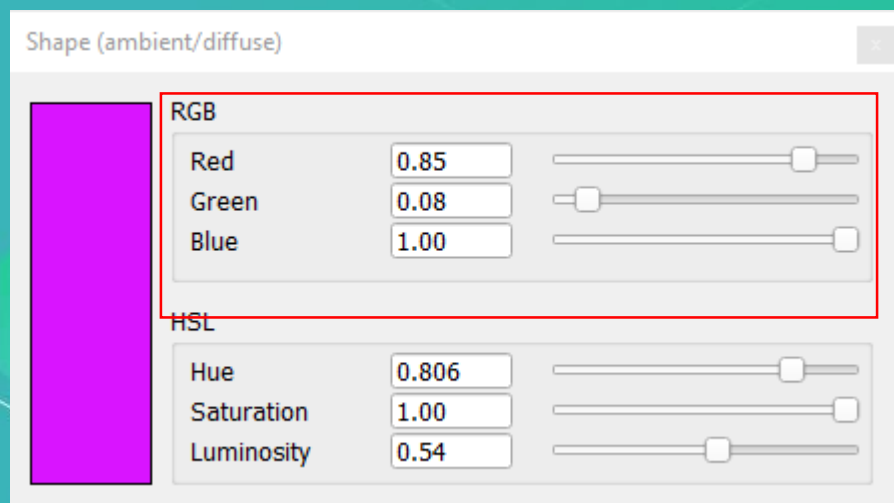 Shape (ambient/diffuse)
x
RGB
Red 0.85
Green 0.08
Blue 1.00
HSL
Hue 0.806
Saturation 1.00
Luminosity 0.54